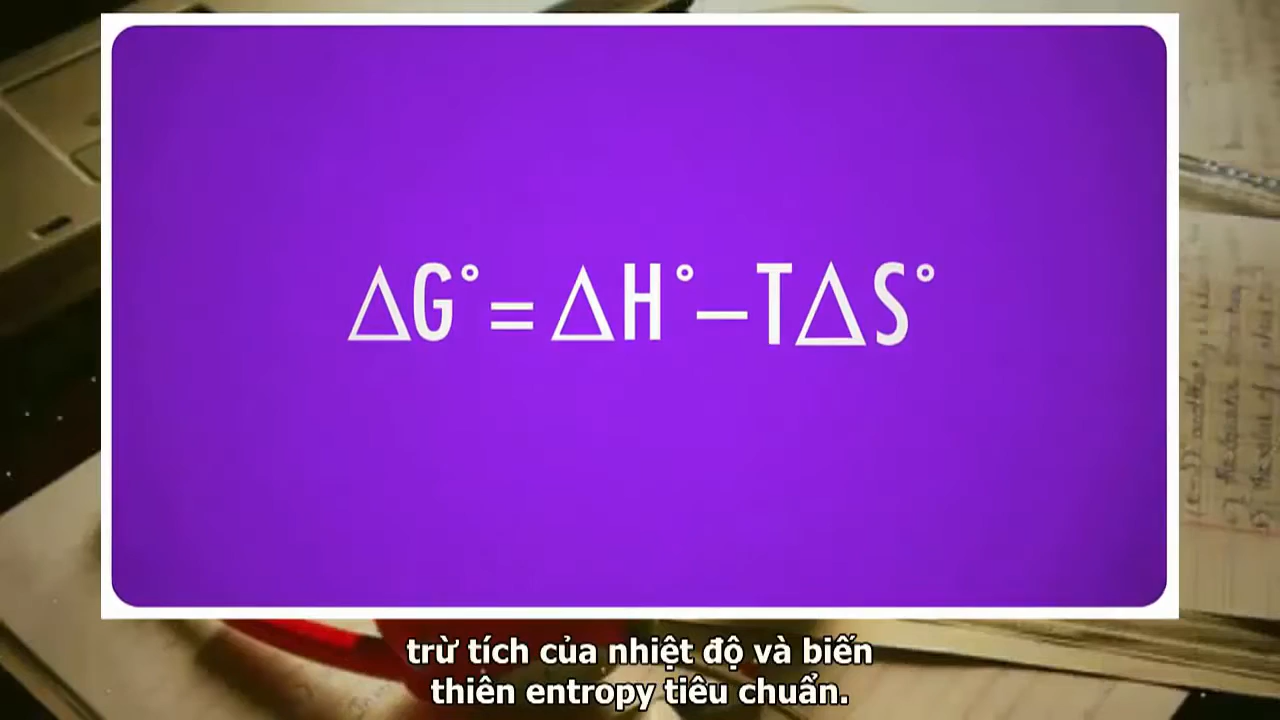 ΔG°=ΔH°–TΔS°
trừ tích của nhiệt độ và biến
thiên entropy tiêu chuẩn.